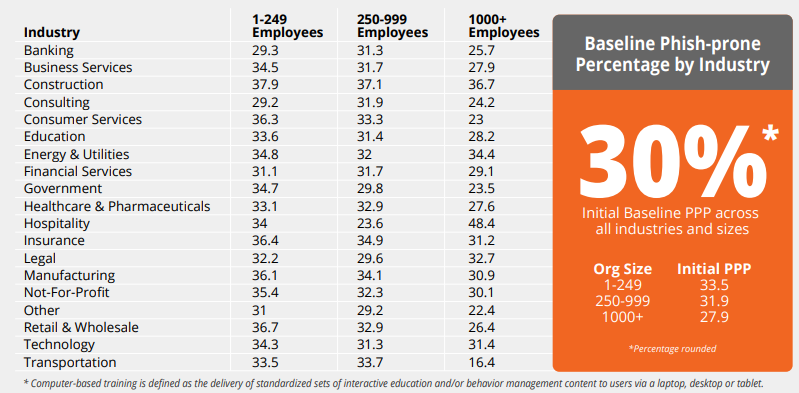 Industry 1-249 Employees 250-999 Employees 1000+ Employees
Banking 29.3 31.3 25.7
Business Services 34.5 31.7 27.9
Construction 37.9 37.1 36.7
Consulting 29.2 31.9 24.2
Consumer Services 36.3 33.3 23
Education 33.6 31.4 28.2
Energy & Utilities 34.8 32 34.4
Financial Services 31.1 31.7 29.1
Government 34.7 29.8 23.5
Healthcare & Pharmaceuticals 33.1 32.9 27.6
Hospitality 34 23.6 48.4
Insurance 36.4 34.9 31.2
Legal 32.2 29.6 32.7
Manufacturing 36.1 34.1 30.9
Not-For-Profit 35.4 32.3 30.1
Other 31 29.2 22.4
Retail & Wholesale 36.7 32.9 26.4
Technology 34.3 31.3 31.4
Transportation 33.5 33.7 16.4
Baseline Phish-prone
Percentage by Industry
30%*
Initial Baseline PPP across
all industries and sizes
Org Size Initial PPP
1-249 33.5
250-999 31.9
1000+ 27.9
*Percentage rounded
* Computer-based training is defined as the delivery of standardized sets of interactive education and/or behavior management content to users via a laptop, desktop or tablet.